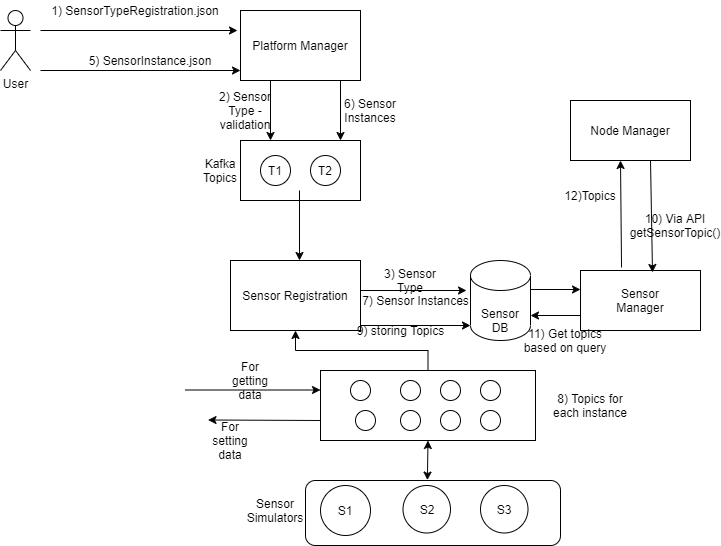 1) SensorTypeRegistration.json
5) SensorInstance.json
User
Platform Manager
2) Sensor
Type -
validation
6) Sensor
Instances
Kafka
Topics
T1
T2
Node Manager
12)Topics
10) Via API
getSensorTopic()
Sensor Registration
3) Sensor
Type
7) Sensor Instances
9) storing Topics
Sensor
DB
Sensor
Manager
11) Get topics
based on query
For
getting
data
For
setting
data
8) Topics for
each instance
Sensor
Simulators
S1
S2
S3